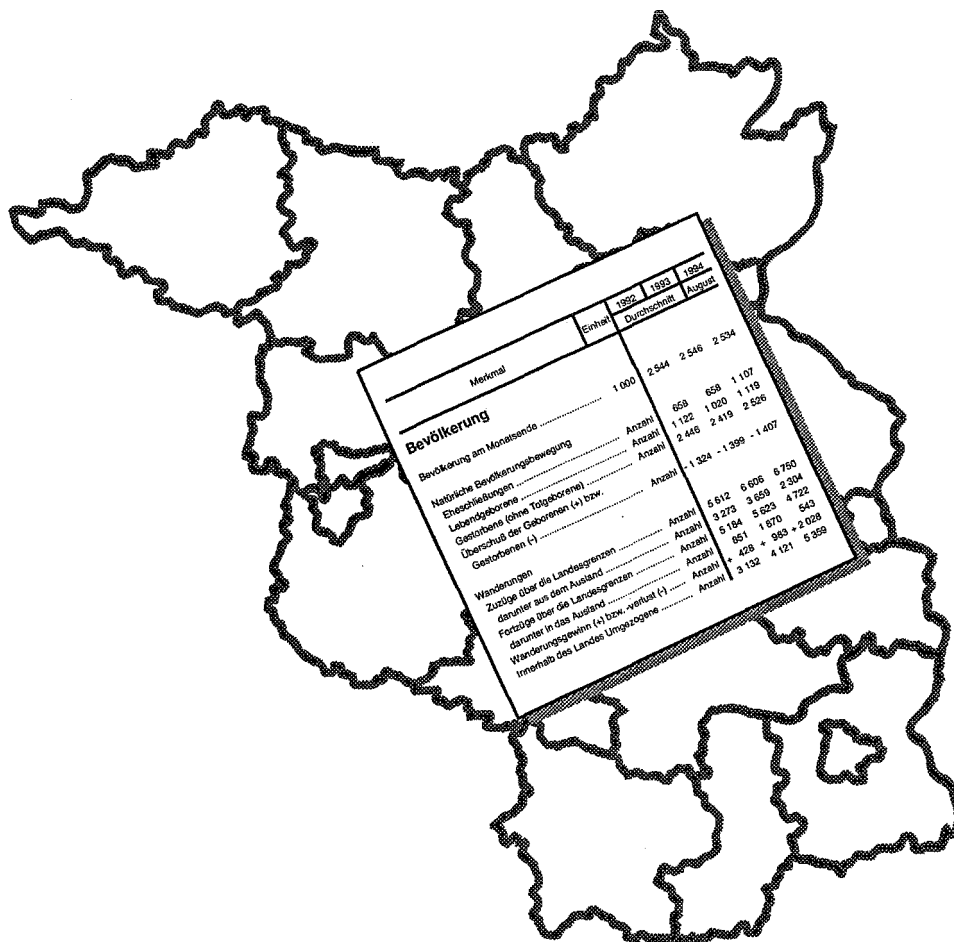 Merkmal Einheit 1992 1993 1994
Durchschnitt August
Bevölkerung
Bevölkerung am Monatsende .................... 1 000 2 544 2 546 2 534
Natürliche Bevölkerungsbewegung
Eheschließungen .................... Anzahl 658 658 1 107
Lebendgeborene .................... Anzahl 1 122 1 020 1 119
Gestorbene (ohne Totgeborene) .................... Anzahl 2 446 2 419 2 526
Überschuß der Geborenen (+) bzw.
Gestorbenen (-) .................... Anzahl - 1 324 - 1 399 - 1 407
Wanderungen
Zuzüge über die Landesgrenzen .................... Anzahl 5 612 6 606 6 750
darunter aus dem Ausland .................... Anzahl 3 273 3 659 2 304
Fortzüge über die Landesgrenzen .................... Anzahl 5 184 5 623 4 722
darunter in das Ausland .................... Anzahl 851 1 670 543
Wanderungsgewinn (+) bzw. -verlust (-) ..... Anzahl + 428 + 983 + 2 028
Innerhalb des Landes Umgezogene .......... Anzahl 3 132 4 121 5 359